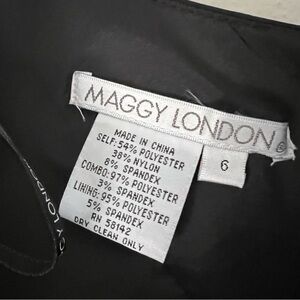 MAGGY LONDON®
6
MADE IN CHINA
SELF: 54% POLYESTER
38% NYLON
8% SPANDEX
COMBO: 97% POLYESTER
3% SPANDEX
LINING: 95% POLYESTER
5% SPANDEX
RN 58142
DRY CLEAN ONLY